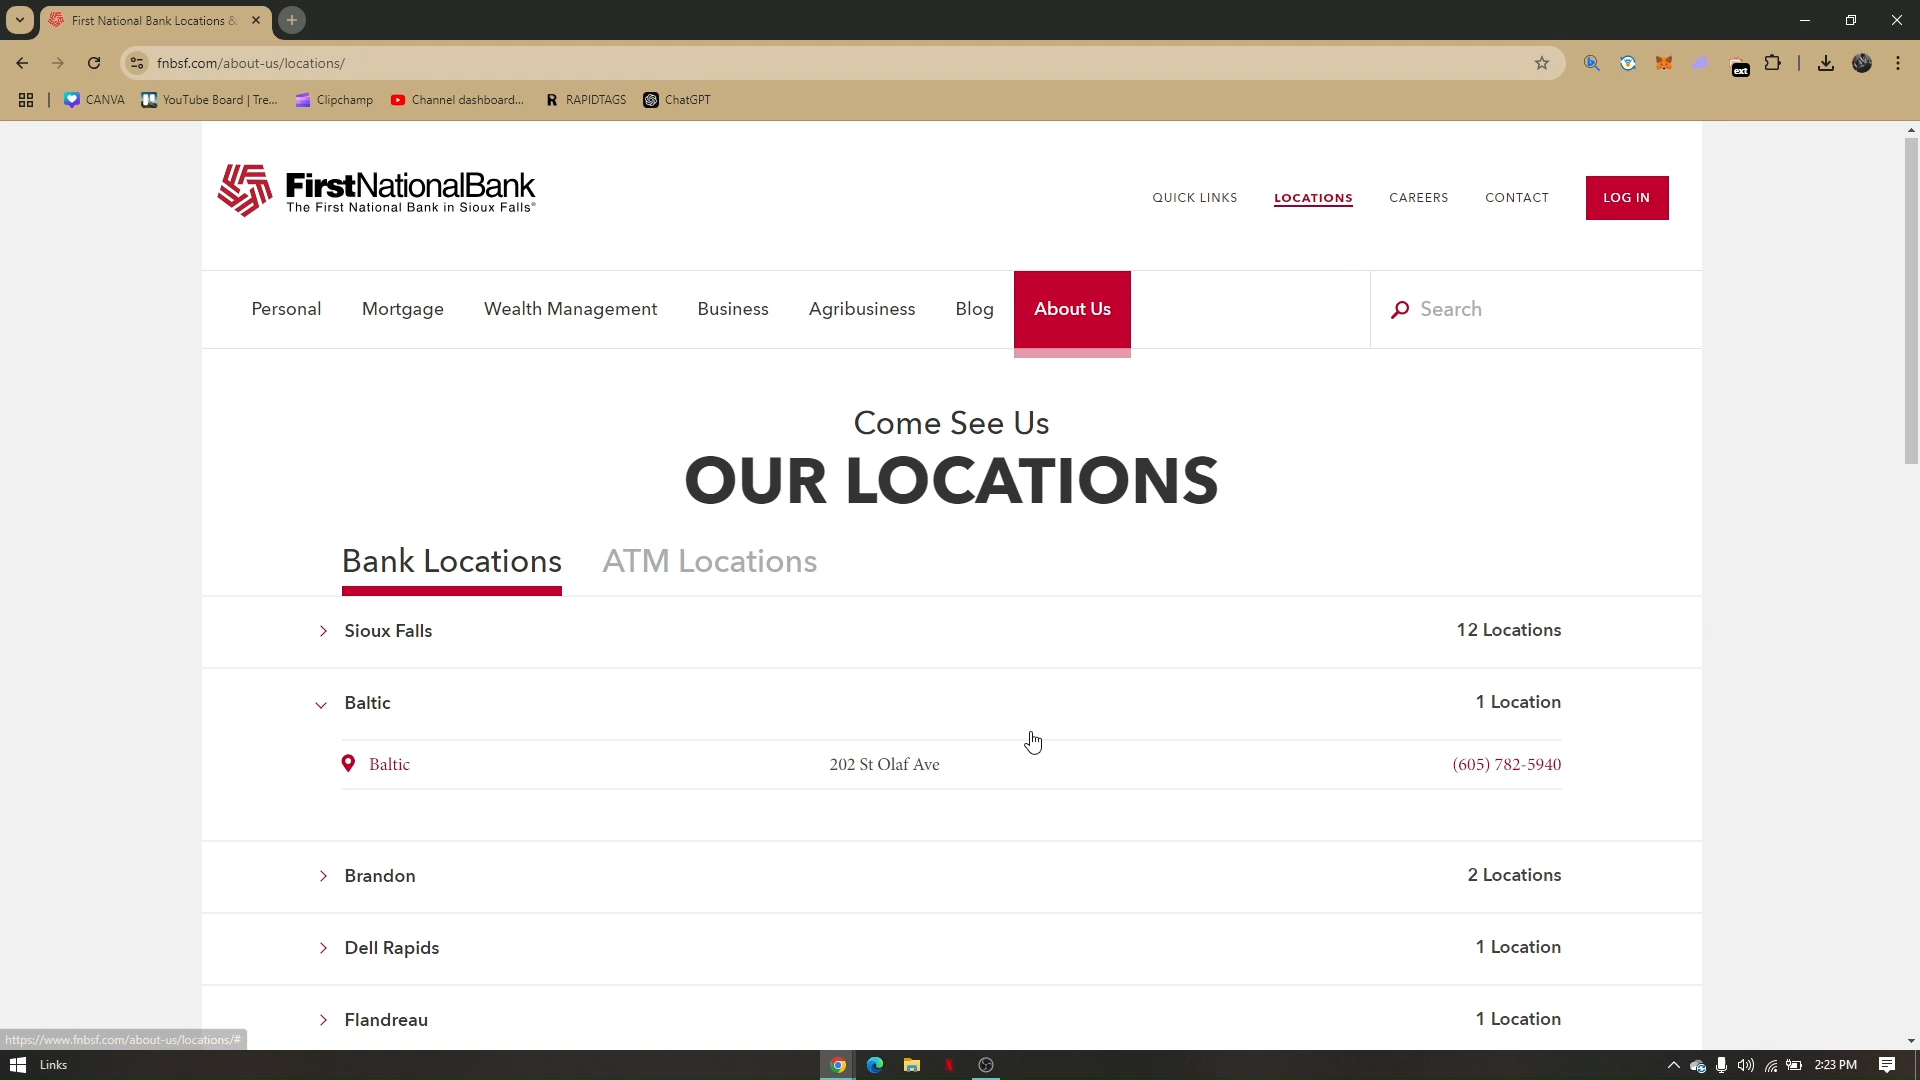 First National Bank Locations &
fnbsf.com/about-us/locations/
CANVA
YouTube Board | Tre...
Clipchamp
Channel dashboard...
R RAPIDTAGS
ChatGPT
ext
FirstNationalBank
The First National Bank in Sioux Falls®
QUICK LINKS
LOCATIONS
CAREERS
CONTACT
LOG IN
Personal
Mortgage
Wealth Management
Business
Agribusiness
Blog
About Us
Search
Come See Us
OUR LOCATIONS
Bank Locations
ATM Locations
Sioux Falls 12 Locations
Baltic 1 Location
Baltic 202 St Olaf Ave (605) 782-5940
Brandon 2 Locations
Dell Rapids 1 Location
Flandreau 1 Location
https://www.fnbsf.com/about-us/locations/#
Links
2:23 PM